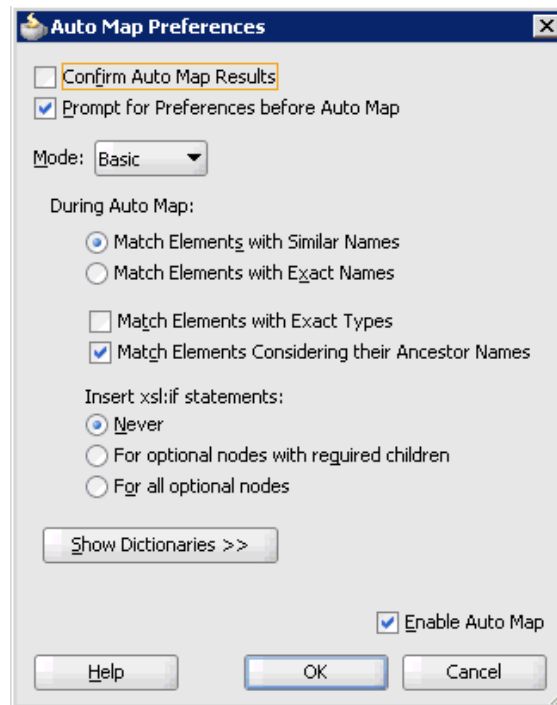 Auto Map Preferences
Confirm Auto Map Results
Prompt for Preferences before Auto Map
Mode: Basic
During Auto Map:
Match Elements with Similar Names
Match Elements with Exact Names
Match Elements with Exact Types
Match Elements Considering their Ancestor Names
Insert xsl:if statements:
Never
For optional nodes with required children
For all optional nodes
Show Dictionaries >>
Enable Auto Map
Help OK Cancel